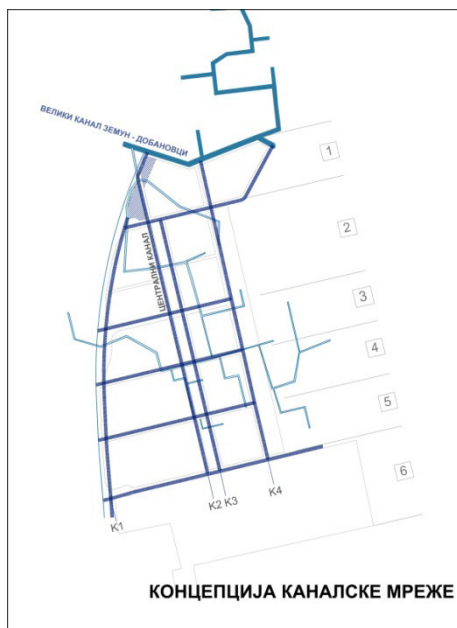 ВЕЛИКИ КАНАЛ ЗЕМУН - ДОБАНОВЦИ
1
2
ЦЕНТРАЛНИ КАНАЛ
3
4
5
6
K1
K2 K3
K4
КОНЦЕПЦИЈА КАНАЛСКЕ МРЕЖЕ